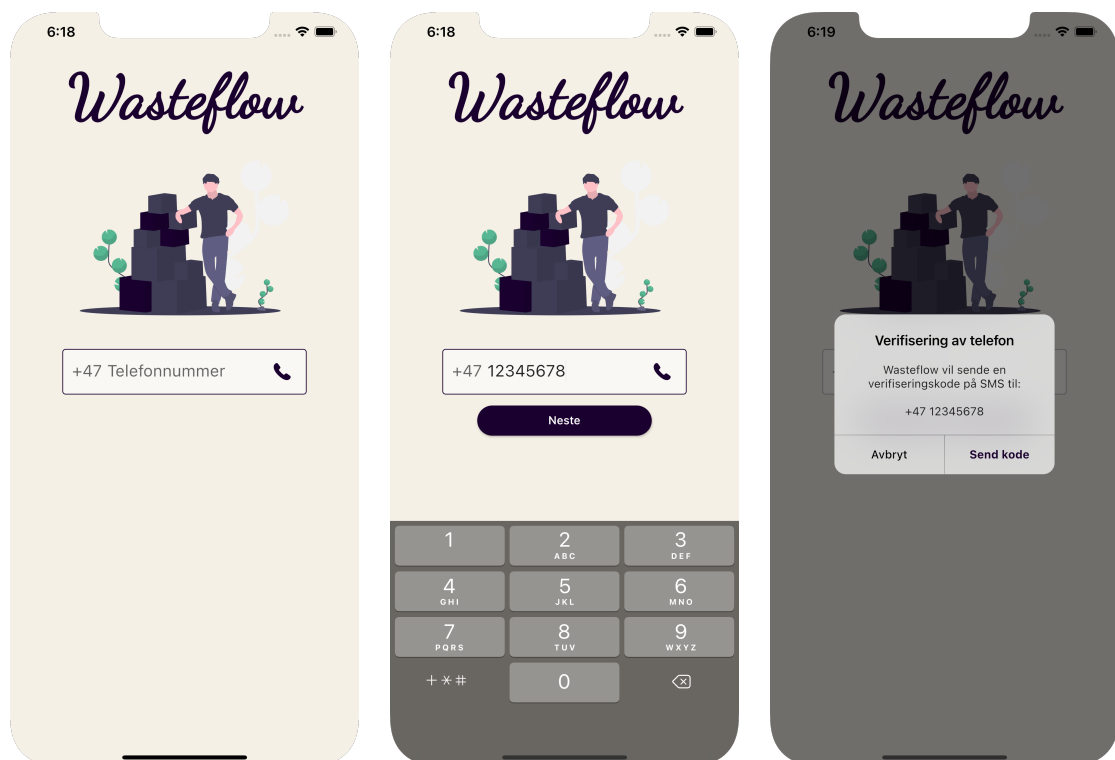 6:18
Wasteflow
+47 Telefonnummer
6:18
Wasteflow
+47 12345678
Neste
1
2
ABC
3
DEF
4
GHI
5
JKL
6
MNO
7
PQRS
8
TUV
9
WXYZ
+*#
0
6:19
Wasteflow
Verifisering av telefon
Wasteflow vil sende en
verifiseringskode på SMS til:
+47 12345678
Avbryt
Send kode